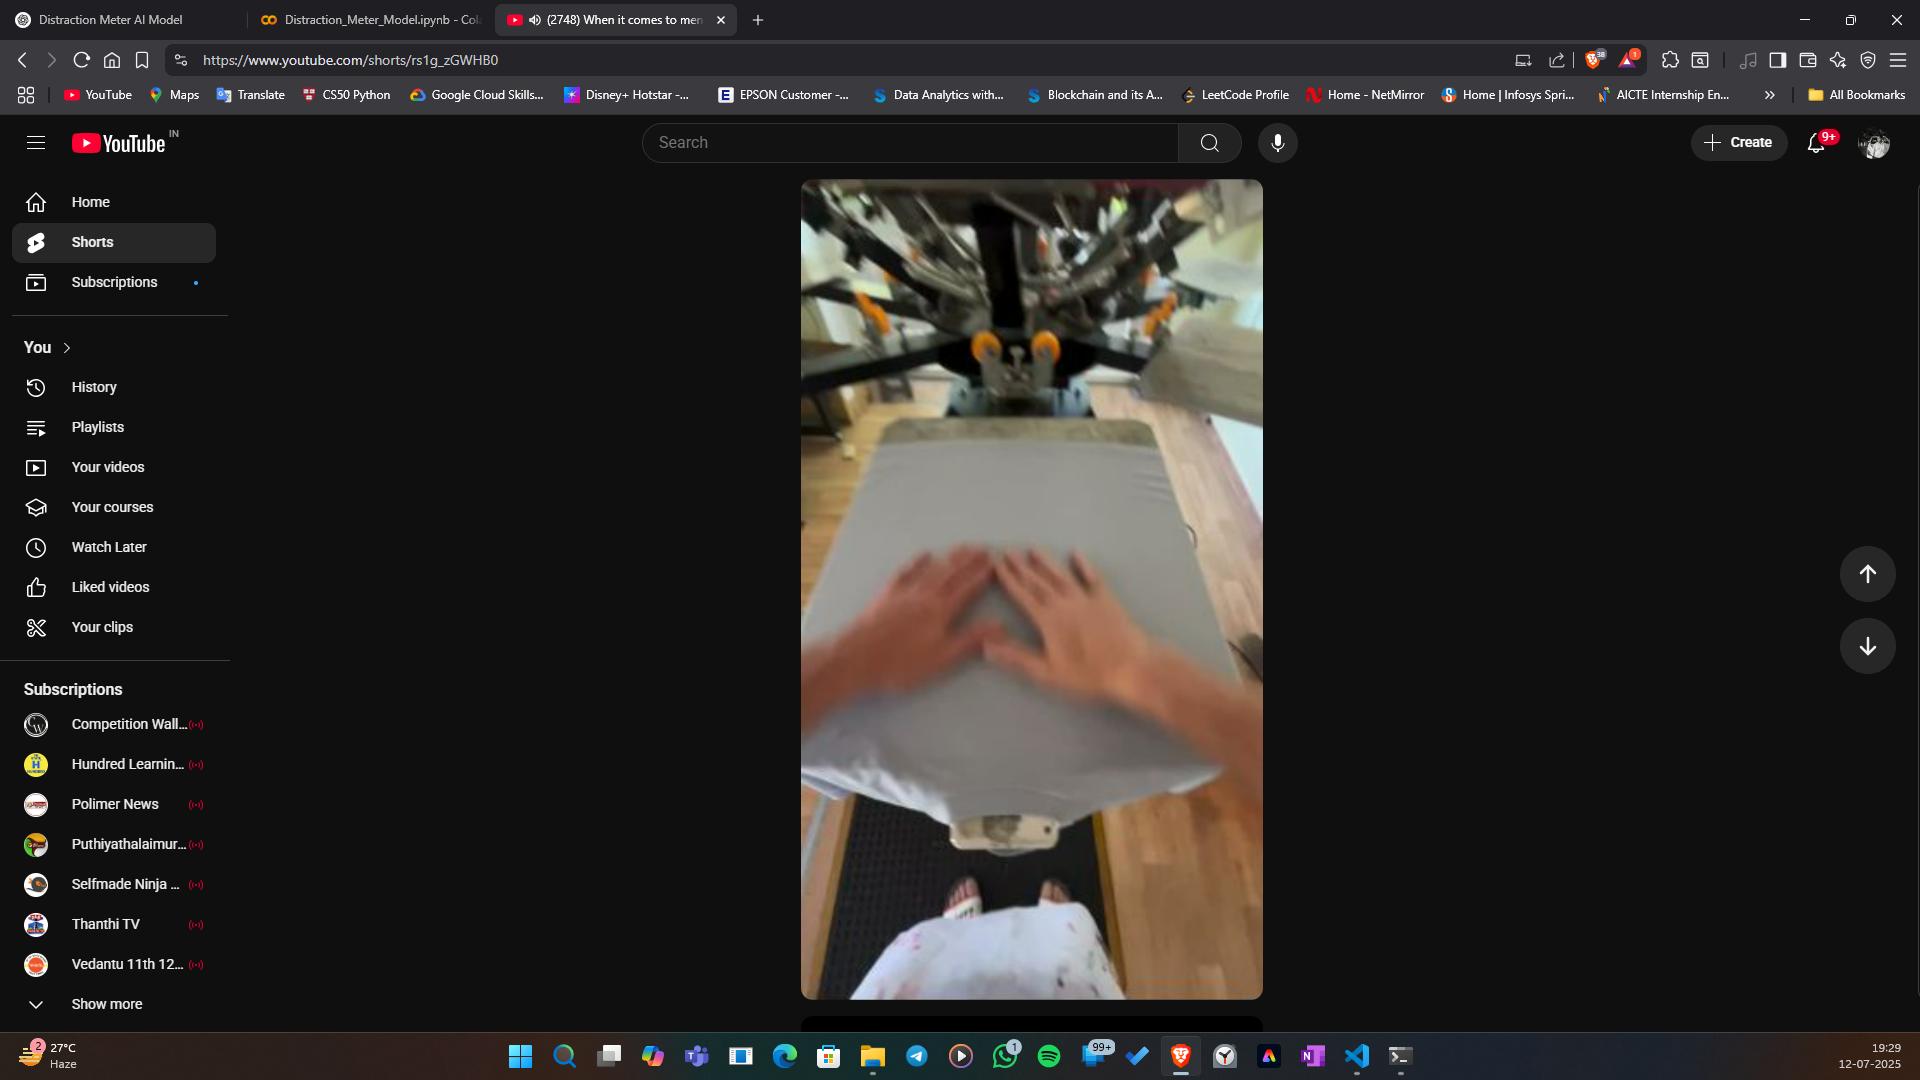 Distraction Meter AI Model
Distraction_Meter_Model.ipynb - Col
(2748) When it comes to men
https://www.youtube.com/shorts/rs1g_zGWHB0
38
1
YouTube
Maps
Translate
CS50 Python
Google Cloud Skills...
Disney+ Hotstar -...
EPSON Customer -...
Data Analytics with...
Blockchain and its A...
LeetCode Profile
Home - NetMirror
Home | Infosys Spri...
AICTE Internship En...
All Bookmarks
YouTube IN
Search
Create
9+
Home
Shorts
Subscriptions
You
History
Playlists
Your videos
Your courses
Watch Later
Liked videos
Your clips
Subscriptions
Competition Wall...
Hundred Learnin...
Polimer News
Puthiyathalaimur...
Selfmade Ninja ...
Thanthi TV
Vedantu 11th 12...
Show more
2
27°C
Haze
1
99+
19:29
12-07-2025